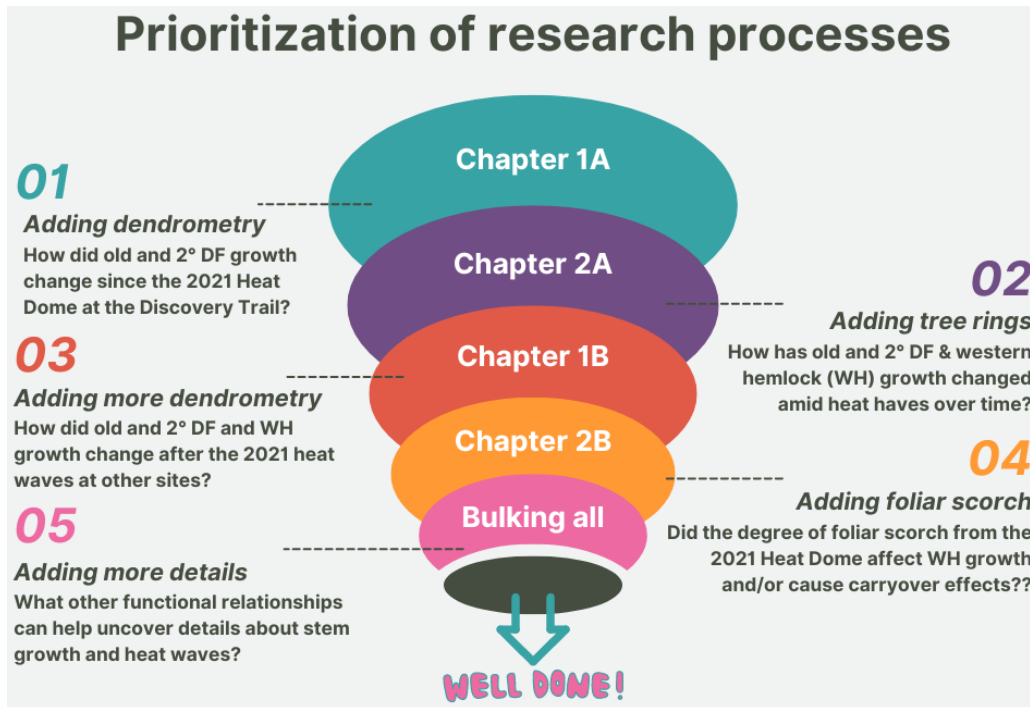 Prioritization of research processes
Chapter 1A
Chapter 2A
Chapter 1B
Chapter 2B
Bulking all
01
Adding dendrometry
How did old and 2° DF growth
change since the 2021 Heat
Dome at the Discovery Trail?
02
Adding tree rings
How has old and 2° DF & western
hemlock (WH) growth changed
amid heat haves over time?
03
Adding more dendrometry
How did old and 2° DF and WH
growth change after the 2021 heat
waves at other sites?
04
Adding foliar scorch
Did the degree of foliar scorch from the
2021 Heat Dome affect WH growth
and/or cause carryover effects??
05
Adding more details
What other functional relationships
can help uncover details about stem
growth and heat waves?
WELL DONE!